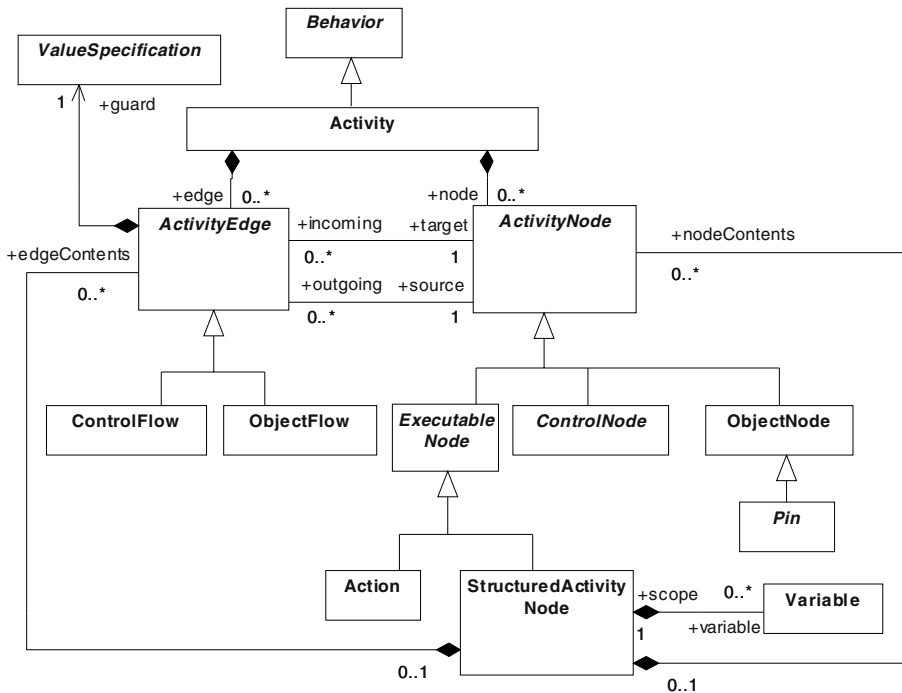 Behavior
ValueSpecification
1
+guard
Activity
+edge
0..*
+node
0..*
ActivityEdge
+incoming
0..*
+target
1
ActivityNode
+nodeContents
0..*
+edgeContents
0..*
+outgoing
0..*
+source
1
ControlFlow
ObjectFlow
Executable
Node
ControlNode
ObjectNode
Pin
Action
StructuredActivity
Node
+scope
1
0..*
+variable
Variable
0..1
0..1